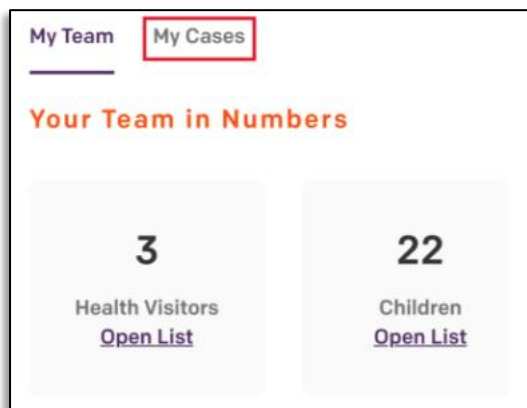 My Team My Cases
Your Team in Numbers
3 22
Health Visitors Children
Open List Open List